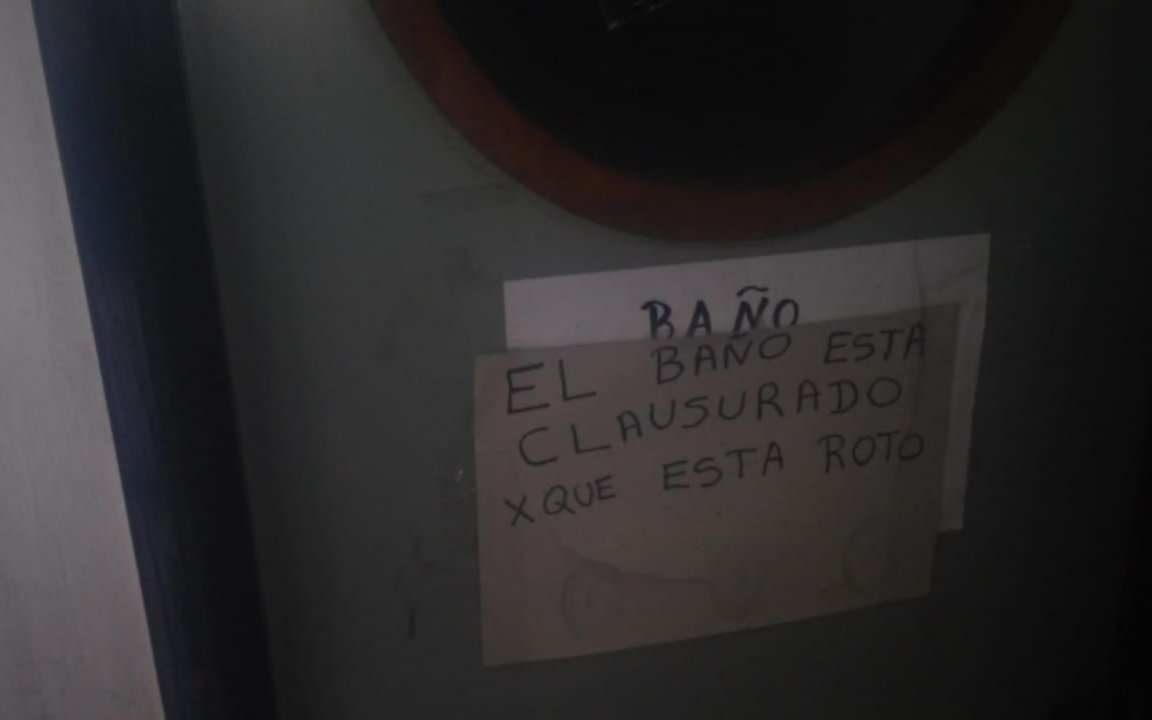 BAÑO
EL BAÑO ESTA
CLAUSURADO
XQUE ESTA ROTO